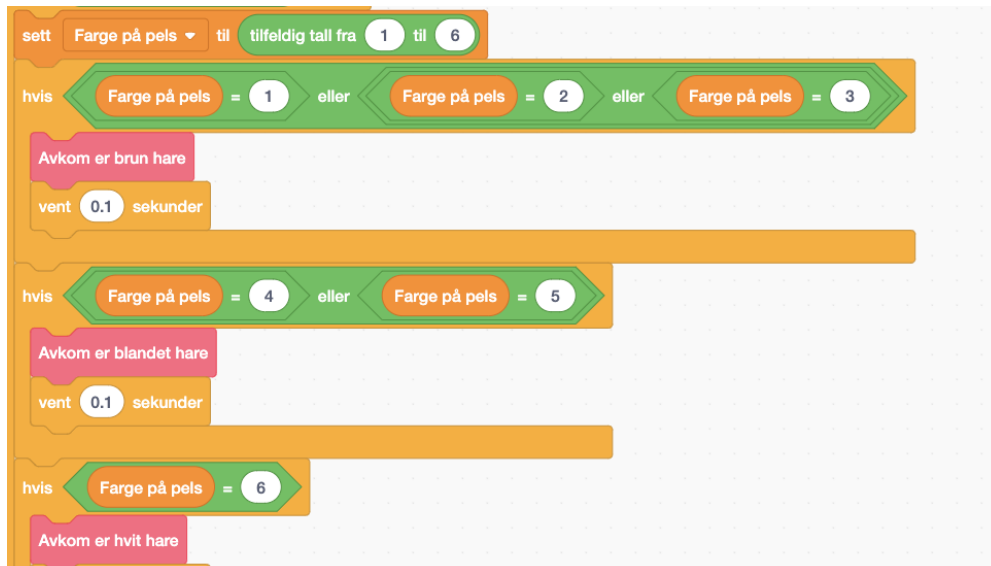 sett Farge på pels til tilfeldig tall fra 1 til 6
hvis Farge på pels = 1 eller Farge på pels = 2 eller Farge på pels = 3
Avkom er brun hare
vent 0.1 sekunder
hvis Farge på pels = 4 eller Farge på pels = 5
Avkom er blandet hare
vent 0.1 sekunder
hvis Farge på pels = 6
Avkom er hvit hare